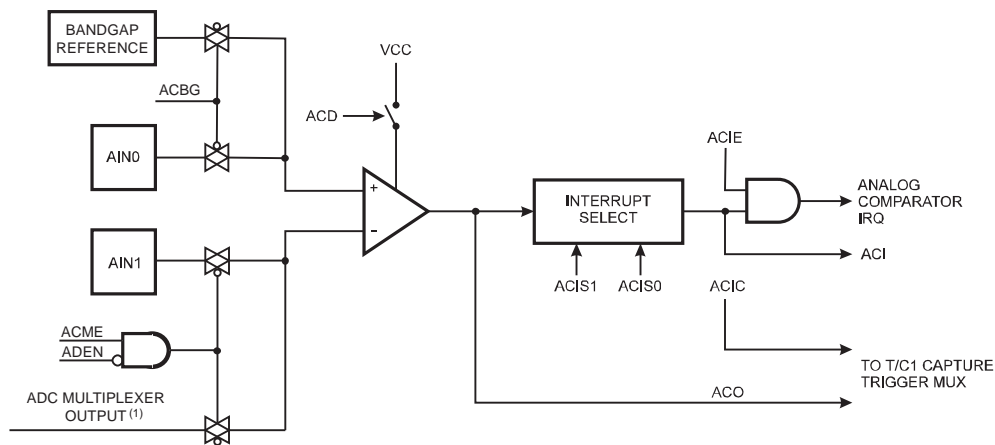 BANDGAP
REFERENCE
VCC
ACBG
ACD
AIN0
ACIE
+
INTERRUPT
SELECT
ANALOG
COMPARATOR
IRQ
−
AIN1
ACI
ACIS1 ACIS0 ACIC
ACME
ADEN
TO T/C1 CAPTURE
TRIGGER MUX
ADC MULTIPLEXER
OUTPUT (1)
ACO